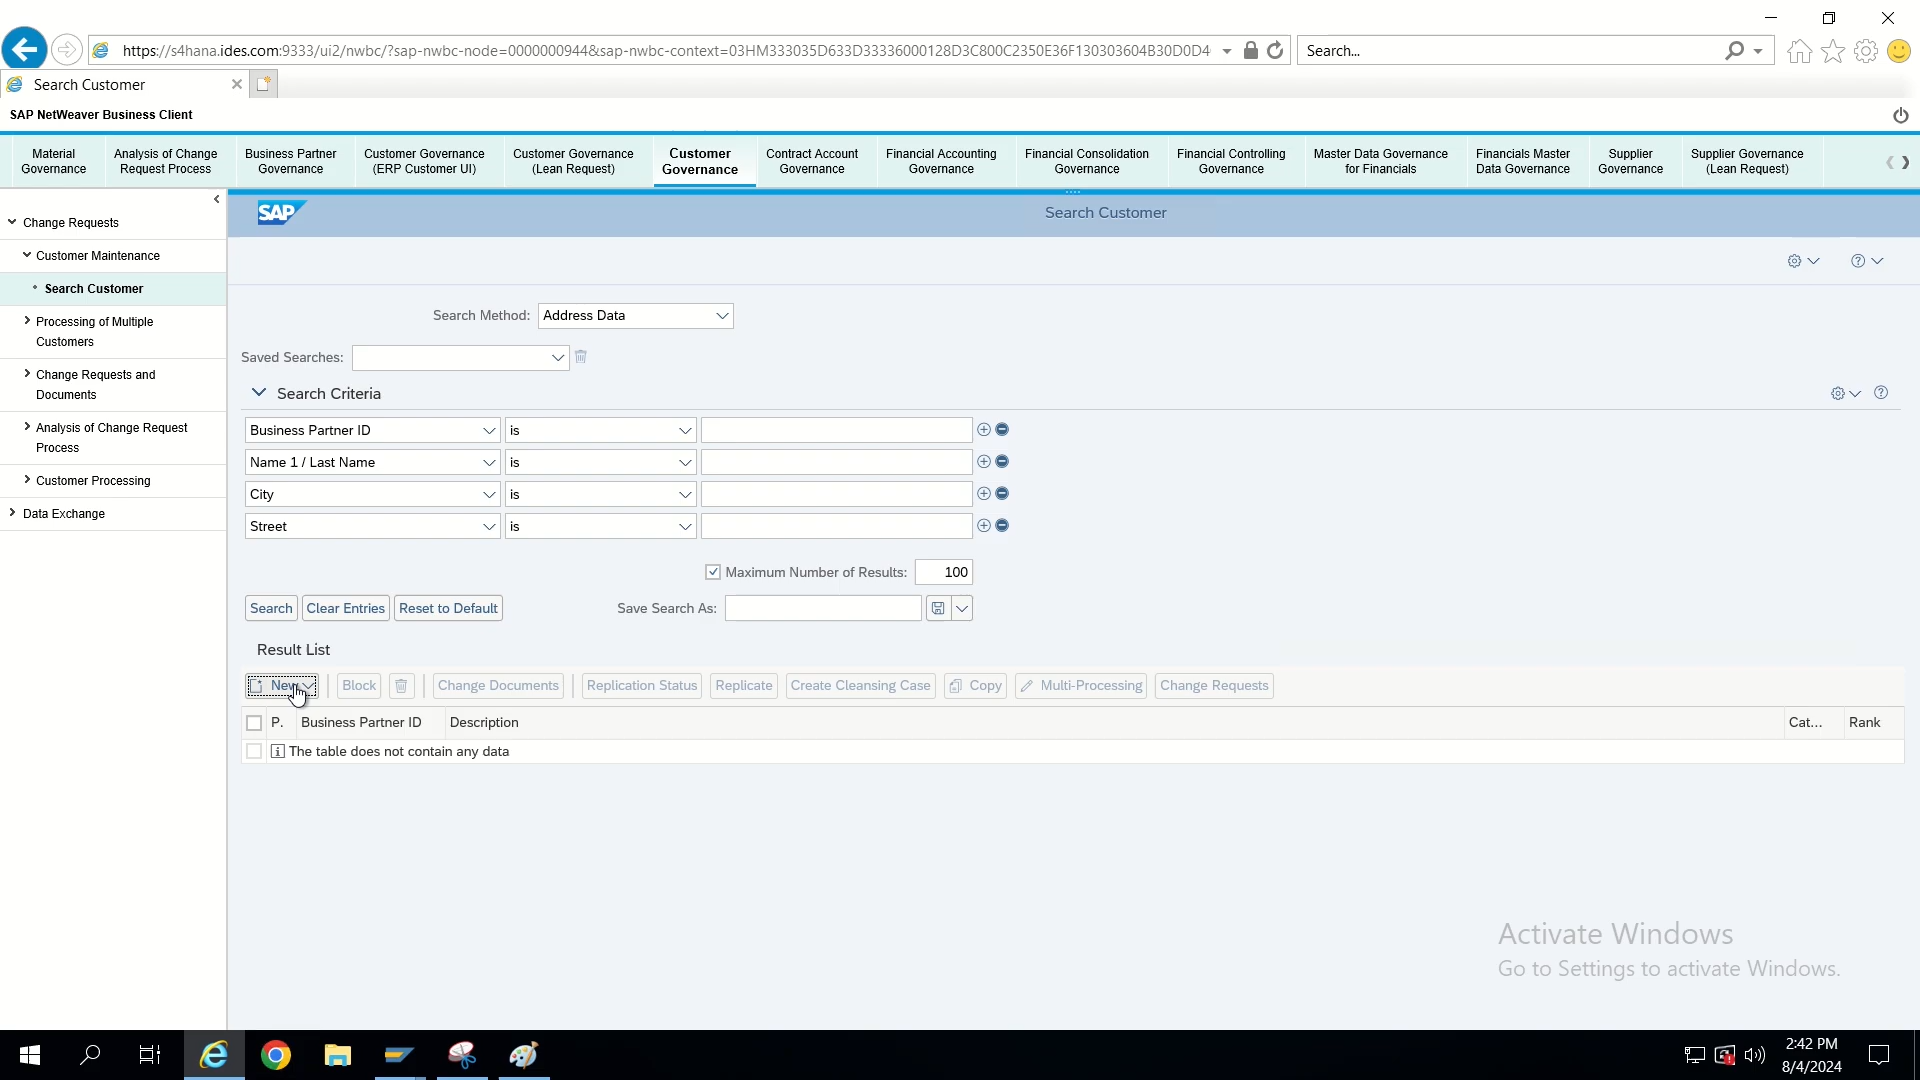 https://s4hana.ides.com:9333/ui2/nwbc/?sap-nwbc-node=0000000944&sap-nwbc-context=03HM333035D633D33336000128D3C800C2350E36F130303604B30D0D4
Search...
Search Customer
SAP NetWeaver Business Client
Material Governance
Analysis of Change Request Process
Business Partner Governance
Customer Governance (ERP Customer UI)
Customer Governance (Lean Request)
Customer Governance
Contract Account Governance
Financial Accounting Governance
Financial Consolidation Governance
Financial Controlling Governance
Master Data Governance for Financials
Financials Master Data Governance
Supplier Governance
Supplier Governance (Lean Request)
Change Requests
Customer Maintenance
Search Customer
Processing of Multiple
Customers
Change Requests and
Documents
Analysis of Change Request
Process
Customer Processing
Data Exchange
SAP
Search Customer
Search Method: Address Data
Saved Searches:
Search Criteria
Business Partner ID is
Name 1 / Last Name is
City is
Street is
Maximum Number of Results: 100
Search Clear Entries Reset to Default Save Search As:
Result List
New Block Change Documents Replication Status Replicate Create Cleansing Case Copy Multi-Processing Change Requests
P. Business Partner ID Description Cat... Rank
The table does not contain any data
Activate Windows
Go to Settings to activate Windows.
2:42 PM
8/4/2024